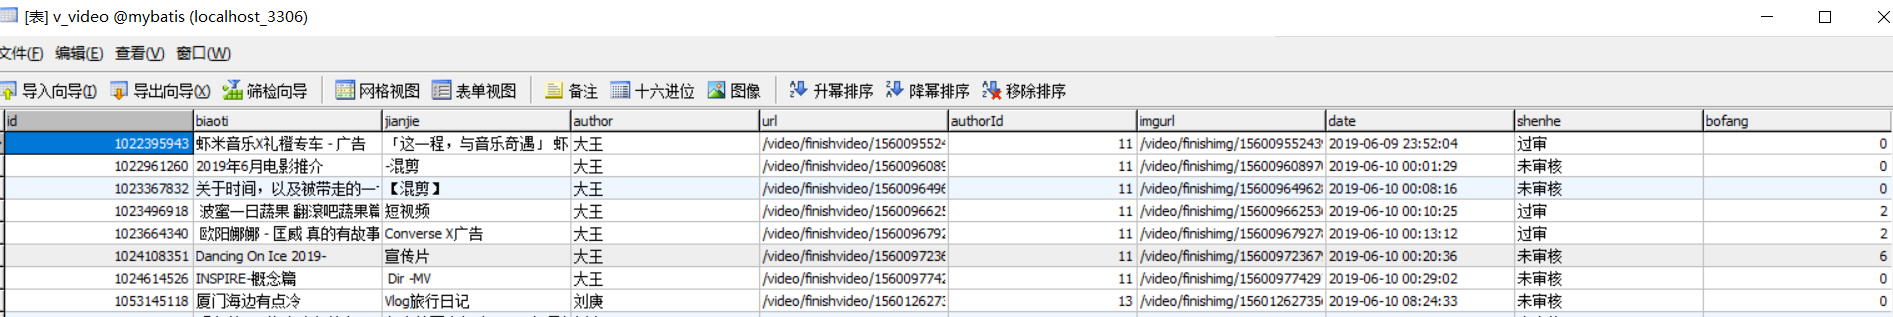 [表] v_video @mybatis (localhost_3306)
文件(F) 编辑(E) 查看(V) 窗口(W)
导入向导(I) 导出向导(X) 筛检向导 网格视图 表单视图 备注 十六进位 图像 升幂排序 降幂排序 移除排序
id biaoti jianjie author url authorId imgurl date shenhe bofang
1022395943 虾米音乐X礼橙专车 - 广告 「这一程，与音乐奇遇」 虾 大王 /video/finishvideo/1560095524 11 /video/finishimg/1560095524 2019-06-09 23:52:04 过审 0
1022961260 2019年6月电影推介 -混剪 大王 /video/finishvideo/156009608 11 /video/finishimg/156009608970 2019-06-10 00:01:29 未审核 0
1023367832 关于时间，以及被带走的一 【混剪】 大王 /video/finishvideo/1560096496 11 /video/finishimg/156009649628 2019-06-10 00:08:16 未审核 0
1023496918 波蜜一日蔬果 翻滚吧蔬果篇 短视频 大王 /video/finishvideo/156009662 11 /video/finishimg/15600966253 2019-06-10 00:10:25 过审 2
1023664340 欧阳娜娜 - 匡威 真的有故事 Converse X广告 大王 /video/finishvideo/156009679 11 /video/finishimg/156009679278 2019-06-10 00:13:12 过审 2
1024108351 Dancing On Ice 2019- 宣传片 大王 /video/finishvideo/156009723 11 /video/finishimg/15600972367 2019-06-10 00:20:36 未审核 6
1024614526 INSPIRE-概念篇 Dir -MV 大王 /video/finishvideo/156009774 11 /video/finishimg/15600977429 2019-06-10 00:29:02 未审核 0
1053145118 厦门海边有点冷 Vlog旅行日记 刘庚 /video/finishvideo/156012627 13 /video/finishimg/15601262735 2019-06-10 08:24:33 未审核 0